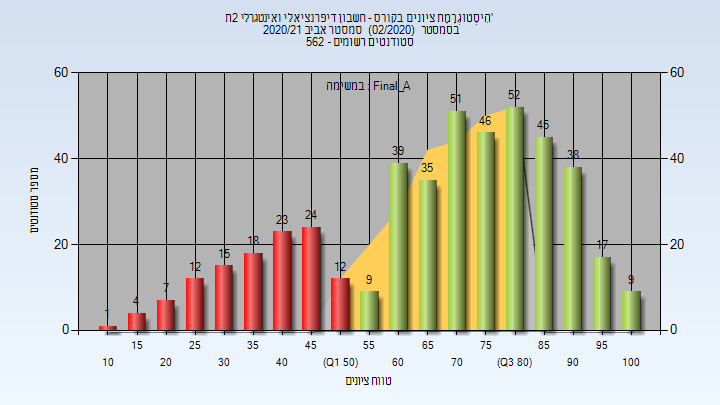 היסטוגרמת ציונים בקורס - חשבון דיפרנציאלי ואינטגרלי 2ת'
בסמסטר (02/2020) סמסטר אביב 2020/21
סטודנטים רשומים - 562
במשימה : Final_A
60 60
40 40
20 20
0 0
1 4 7 12 15 18 23 24 12 9 39 35 51 46 52 45 38 17 9
15 25 35 45 55 65 75 85 95
10 20 30 40 (Q1 50) 60 70 (Q3 80) 90 100
מספר סטודנטים
טווח ציונים